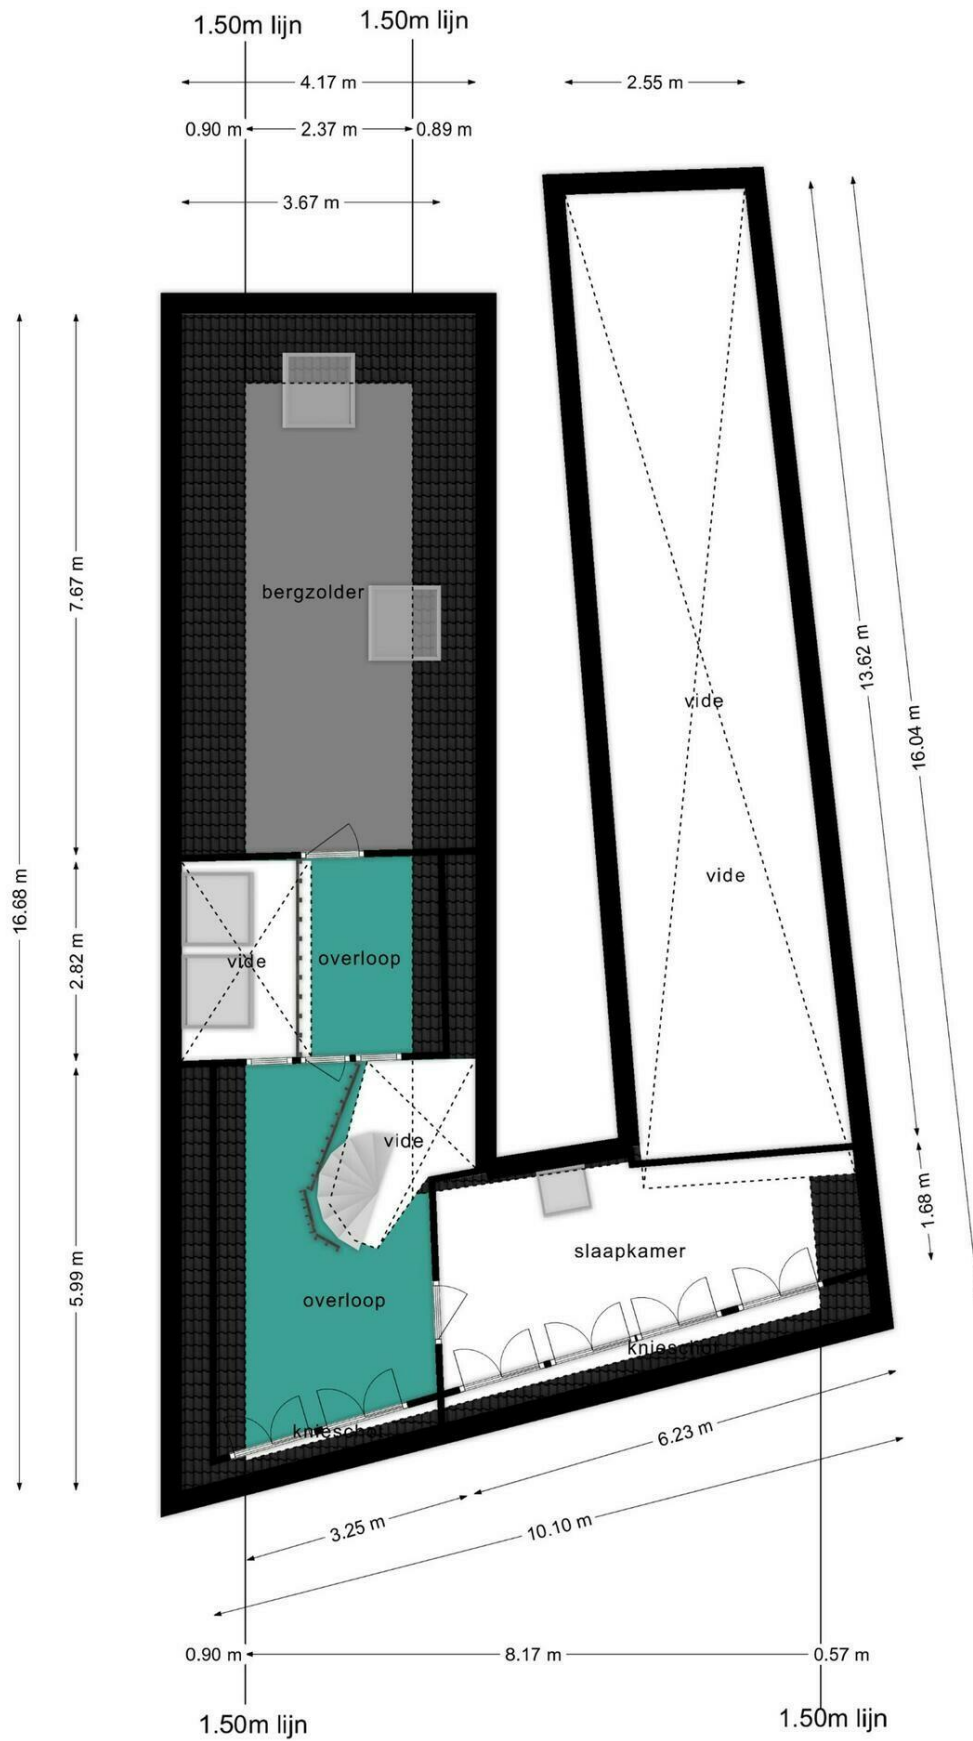 1.50m lijn
1.50m lijn
4.17 m
2.55 m
0.90 m
2.37 m
0.89 m
3.67 m
7.67 m
bergzolder
13.62 m
vide
16.04 m
vide
16.68 m
2.82 m
vide
overloop
vide
1.68 m
slaapkamer
5.99 m
overloop
knieschot
knieschot
6.23 m
3.25 m
10.10 m
0.90 m
8.17 m
0.57 m
1.50m lijn
1.50m lijn